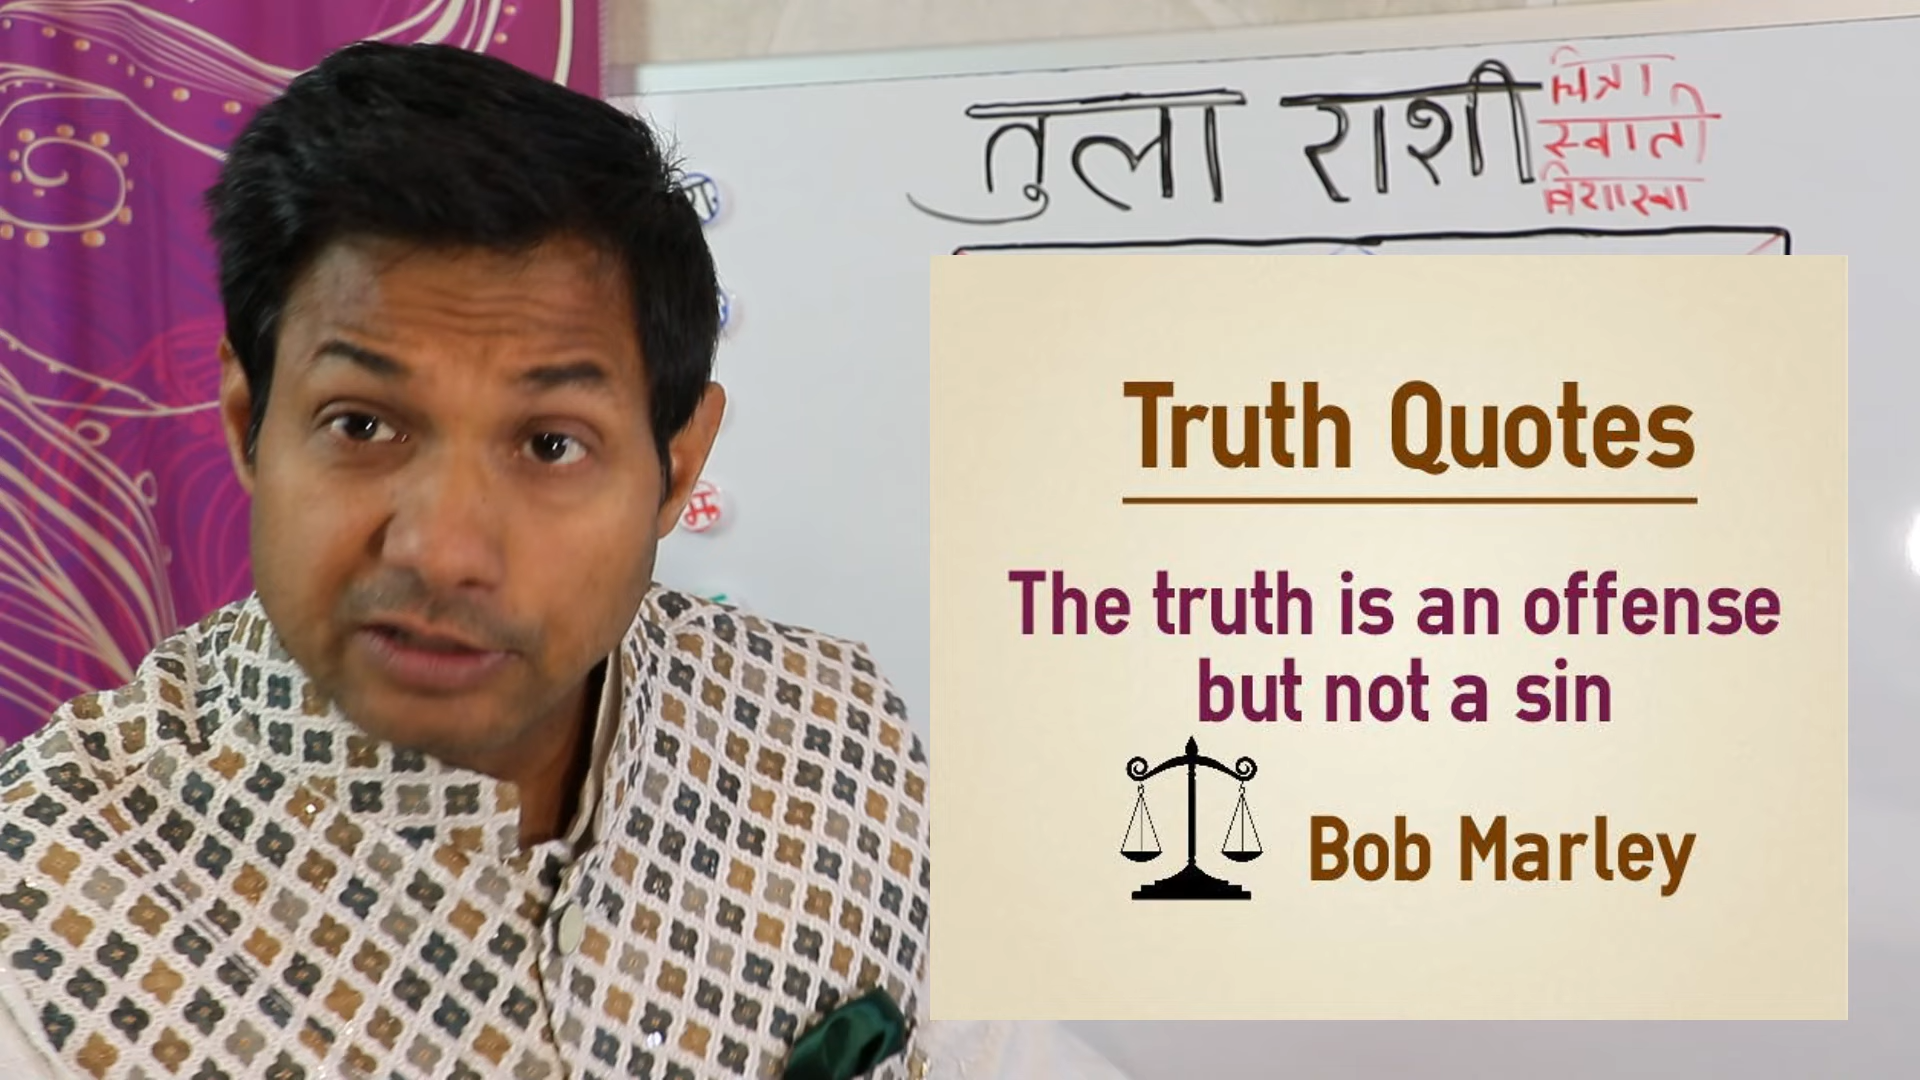 तुला राशी
चित्रा
स्वाती
विशाखा
Truth Quotes
The truth is an offense
but not a sin
Bob Marley